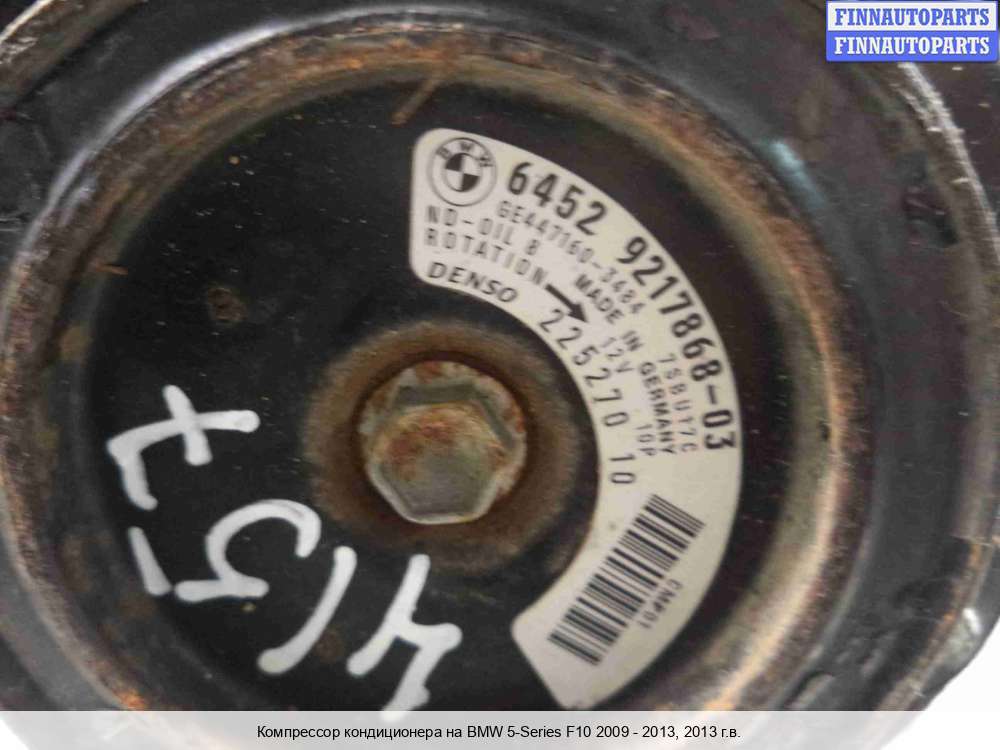 FINNAUTOPARTS
FINNAUTOPARTS
BMW
6452 9217868-03
GE447160-3484 7SBU17C
ND-OIL 8 MADE IN GERMANY
ROTATION 12V 10P
DENSO 225270 10
CMP01
Компрессор кондиционера на BMW 5-Series F10 2009 - 2013, 2013 г.в.